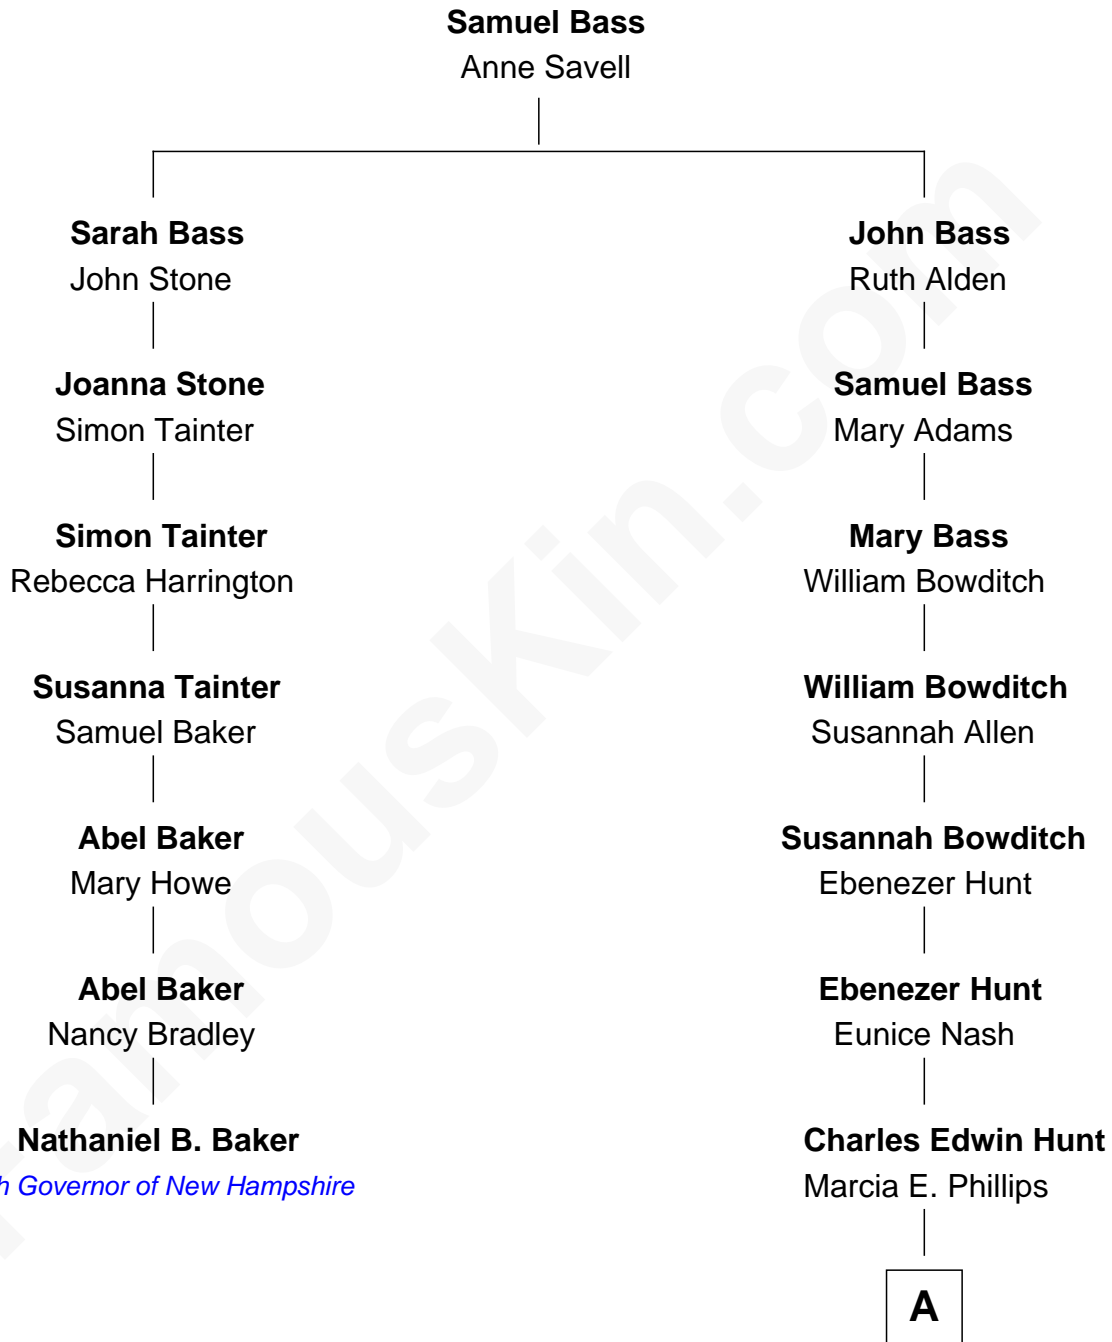 Samuel Bass
Anne Savell
Sarah Bass
John Stone
John Bass
Ruth Alden
Joanna Stone
Simon Tainter
Samuel Bass
Mary Adams
Simon Tainter
Rebecca Harrington
Mary Bass
William Bowditch
Susanna Tainter
Samuel Baker
William Bowditch
Susannah Allen
Abel Baker
Mary Howe
Susannah Bowditch
Ebenezer Hunt
Abel Baker
Nancy Bradley
Ebenezer Hunt
Eunice Nash
Nathaniel B. Baker
h Governor of New Hampshire
Charles Edwin Hunt
Marcia E. Phillips
A
FamousKin.com